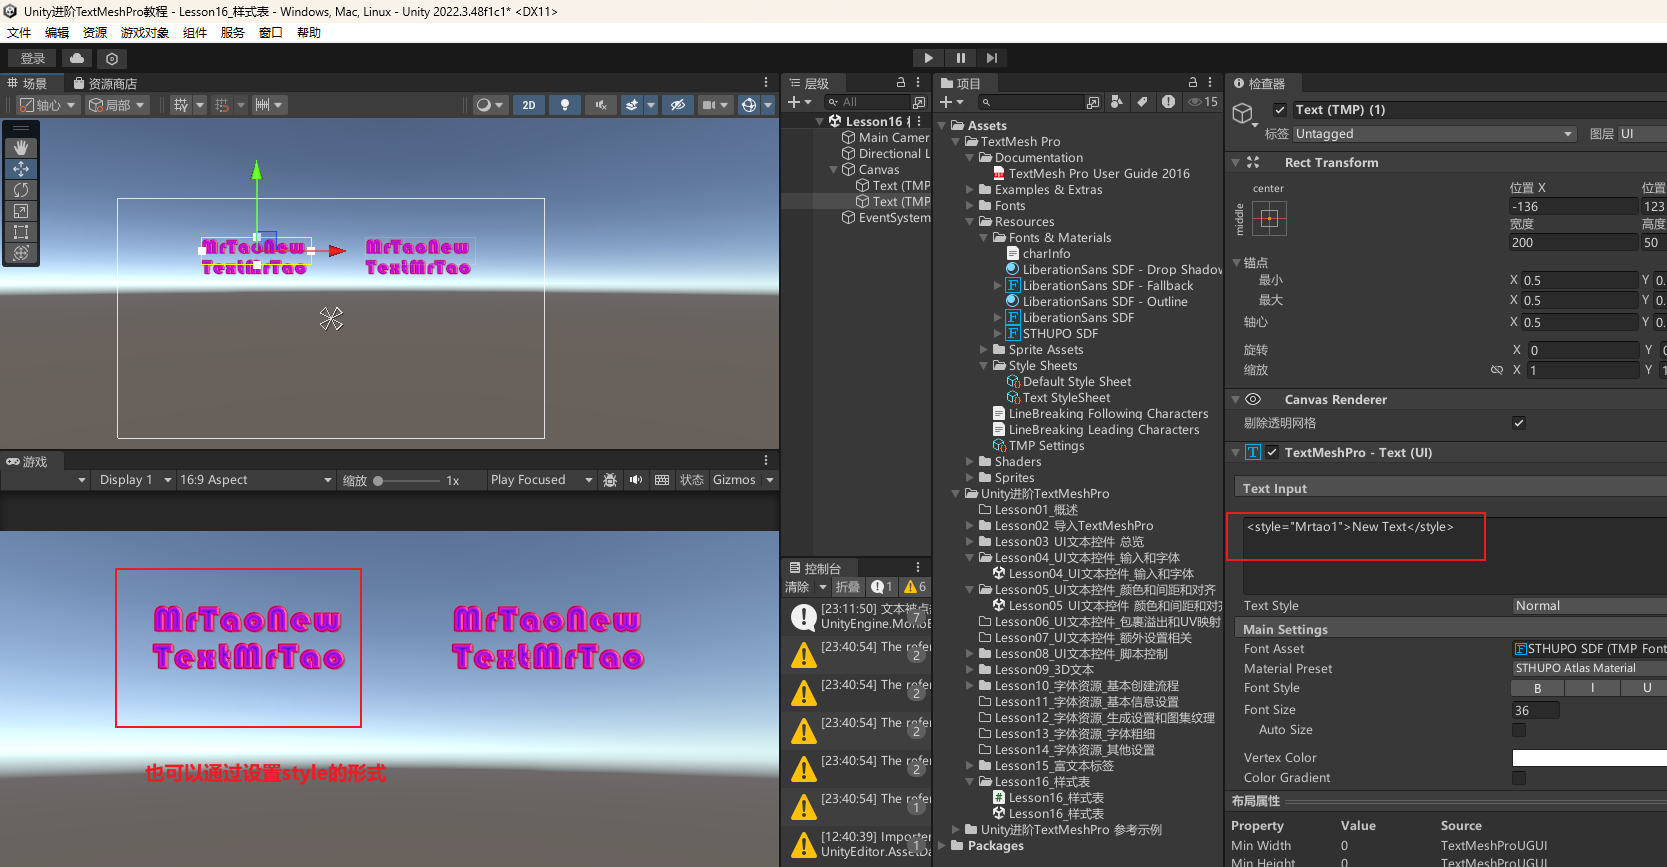 Unity进阶TextMeshPro教程 - Lesson16_样式表 - Windows, Mac, Linux - Unity 2022.3.48f1c1* <DX11>
文件 编辑 资源 游戏对象 组件 服务 窗口 帮助
登录
场景 资源商店
轴心 局部 2D
MrTaoNew
TextMrTao
MrTaoNew
TextMrTao
游戏
Display 1 16:9 Aspect 缩放 1x Play Focused 状态 Gizmos
MrTaoNew
TextMrTao
MrTaoNew
TextMrTao
也可以通过设置style的形式
层级
All
Lesson16
Main Camer
Directional L
Canvas
Text (TMP
Text (TMP
EventSystem
控制台
清除 折叠 1 6
[23:11:50] 文本被点
UnityEngine.MonoB
7
[23:40:54] The refer
2
[23:40:54] The refer
2
[23:40:54] The refer
2
[23:40:54] The refer
2
[23:40:54] The refer
1
[12:40:39] Importer
UnityEditor.AssetDa
1
项目
15
Assets
TextMesh Pro
Documentation
TextMesh Pro User Guide 2016
Examples & Extras
Fonts
Resources
Fonts & Materials
charInfo
LiberationSans SDF - Drop Shadow
LiberationSans SDF - Fallback
LiberationSans SDF - Outline
LiberationSans SDF
STHUPO SDF
Sprite Assets
Style Sheets
Default Style Sheet
Text StyleSheet
LineBreaking Following Characters
LineBreaking Leading Characters
TMP Settings
Shaders
Sprites
Unity进阶TextMeshPro
Lesson01_概述
Lesson02 导入TextMeshPro
Lesson03 UI文本控件 总览
Lesson04_UI文本控件_输入和字体
Lesson04_UI文本控件_输入和字体
Lesson05_UI文本控件_颜色和间距和对齐
Lesson05 UI文本控件 颜色和间距和对
Lesson06_UI文本控件_包裹溢出和UV映射
Lesson07_UI文本控件_额外设置相关
Lesson08_UI文本控件_脚本控制
Lesson09_3D文本
Lesson10_字体资源_基本创建流程
Lesson11_字体资源_基本信息设置
Lesson12_字体资源_生成设置和图集纹理
Lesson13_字体资源_字体粗细
Lesson14_字体资源_其他设置
Lesson15_富文本标签
Lesson16_样式表
Lesson16_样式表
Lesson16_样式表
Unity进阶TextMeshPro 参考示例
Packages
检查器
Text (TMP) (1)
标签 Untagged 图层 UI
Rect Transform
center
middle
位置 X 位置
-136 123
宽度 高度
200 50
锚点
最小 X 0.5 Y 0.
最大 X 0.5 Y 0.
轴心 X 0.5 Y 0.
旋转 X 0 Y 0
缩放 X 1 Y 1
Canvas Renderer
剔除透明网格
TextMeshPro - Text (UI)
Text Input
<style="Mrtao1">New Text</style>
Text Style Normal
Main Settings
Font Asset STHUPO SDF (TMP Font
Material Preset STHUPO Atlas Material
Font Style B I U
Font Size 36
Auto Size
Vertex Color
Color Gradient
布局属性
Property Value Source
Min Width 0 TextMeshProUGUI
Min Height 0 TextMeshProUGUI